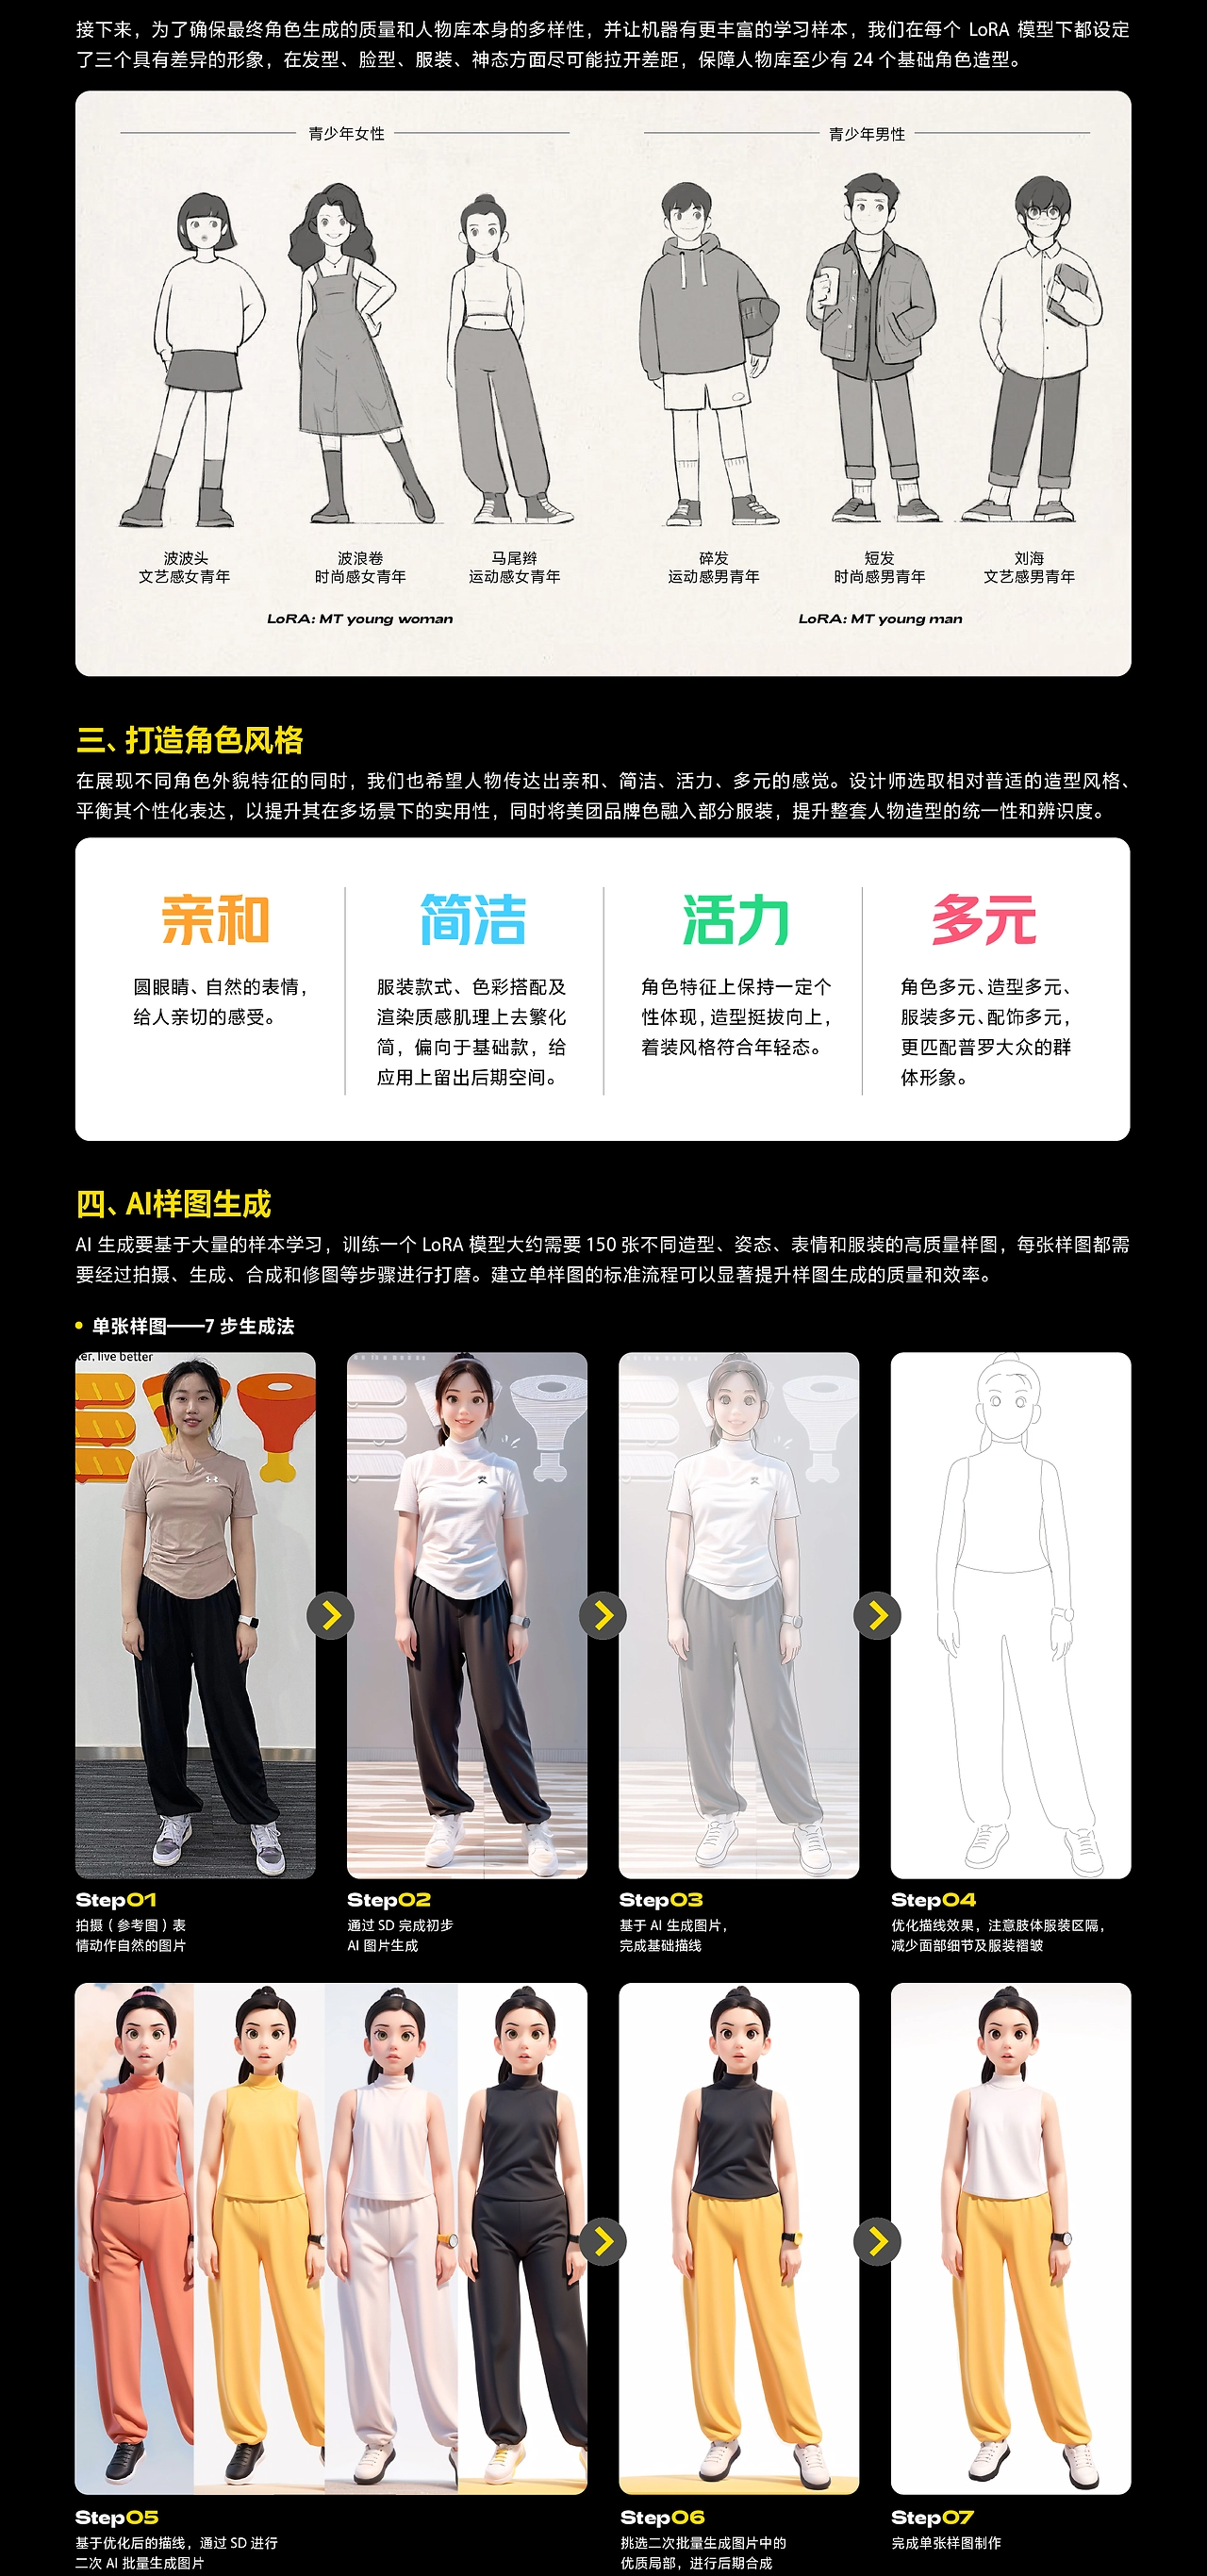 接下来，为了确保最终角色生成的质量和人物库本身的多样性，并让机器有更丰富的学习样本，我们在每个 LoRA 模型下都设定
了三个具有差异的形象，在发型、脸型、服装、神态方面尽可能拉开差距，保障人物库至少有 24 个基础角色造型。
青少年女性
青少年男性
波波头
文艺感女青年
波浪卷
时尚感女青年
马尾辫
运动感女青年
碎发
运动感男青年
短发
时尚感男青年
刘海
文艺感男青年
LoRA: MT young woman
LoRA: MT young man
三、打造角色风格
在展现不同角色外貌特征的同时，我们也希望人物传达出亲和、简洁、活力、多元的感觉。设计师选取相对普适的造型风格、
平衡其个性化表达，以提升其在多场景下的实用性，同时将美团品牌色融入部分服装，提升整套人物造型的统一性和辨识度。
亲和
圆眼睛、自然的表情，
给人亲切的感受。
简洁
服装款式、色彩搭配及
渲染质感肌理上去繁化
简，偏向于基础款，给
应用上留出后期空间。
活力
角色特征上保持一定个
性体现，造型挺拔向上，
着装风格符合年轻态。
多元
角色多元、造型多元、
服装多元、配饰多元，
更匹配普罗大众的群
体形象。
四、AI样图生成
AI 生成要基于大量的样本学习，训练一个 LoRA 模型大约需要 150 张不同造型、姿态、表情和服装的高质量样图，每张样图都需
要经过拍摄、生成、合成和修图等步骤进行打磨。建立单样图的标准流程可以显著提升样图生成的质量和效率。
• 单张样图——7 步生成法
ter, live better
Step01
拍摄（参考图）表
情动作自然的图片
Step02
通过 SD 完成初步
AI 图片生成
Step03
基于 AI 生成图片，
完成基础描线
Step04
优化描线效果，注意肢体服装区隔，
减少面部细节及服装褶皱
Step05
基于优化后的描线，通过 SD 进行
二次 AI 批量生成图片
Step06
挑选二次批量生成图片中的
优质局部，进行后期合成
Step07
完成单张样图制作